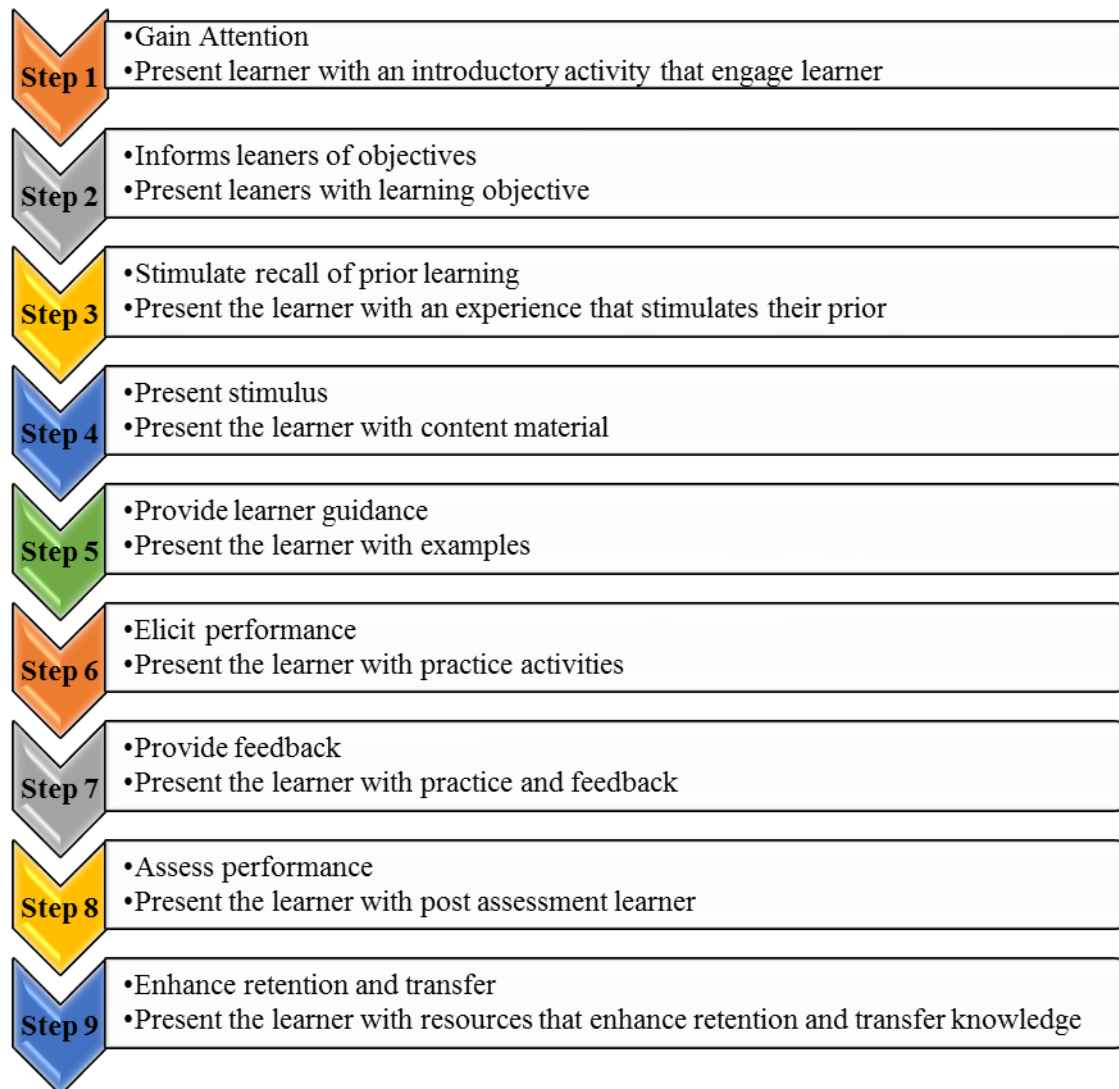 Step 1
•Gain Attention
•Present learner with an introductory activity that engage learner
Step 2
•Informs leaners of objectives
•Present leaners with learning objective
Step 3
•Stimulate recall of prior learning
•Present the learner with an experience that stimulates their prior
Step 4
•Present stimulus
•Present the learner with content material
Step 5
•Provide learner guidance
•Present the learner with examples
Step 6
•Elicit performance
•Present the learner with practice activities
Step 7
•Provide feedback
•Present the learner with practice and feedback
Step 8
•Assess performance
•Present the learner with post assessment learner
Step 9
•Enhance retention and transfer
•Present the learner with resources that enhance retention and transfer knowledge